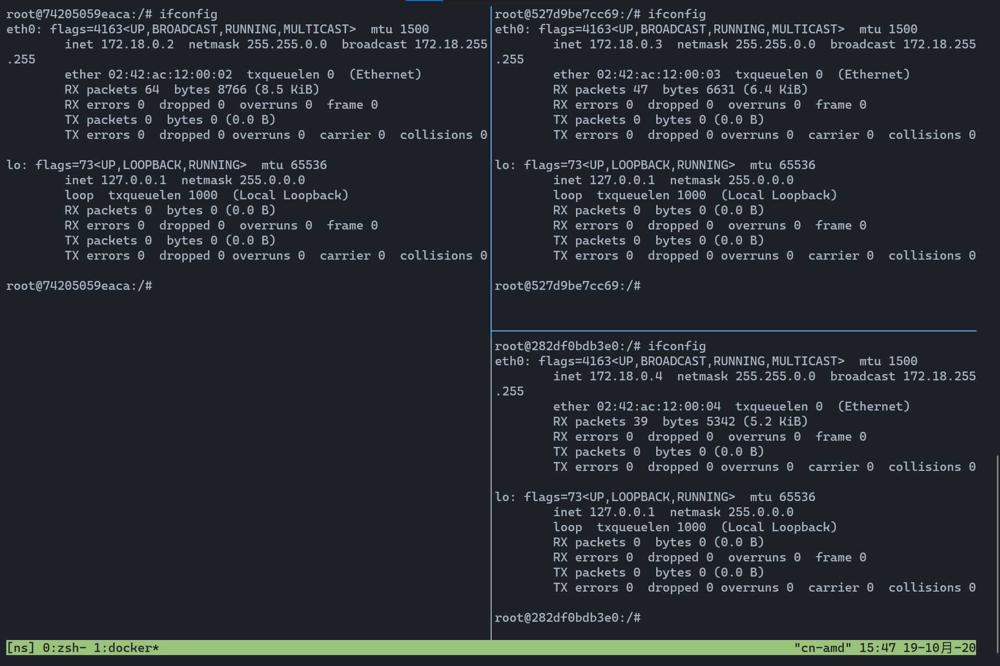 root@74205059eaca:/# ifconfig
eth0: flags=4163<UP,BROADCAST,RUNNING,MULTICAST>  mtu 1500
        inet 172.18.0.2  netmask 255.255.0.0  broadcast 172.18.255
.255
        ether 02:42:ac:12:00:02  txqueuelen 0  (Ethernet)
        RX packets 64  bytes 8766 (8.5 KiB)
        RX errors 0  dropped 0  overruns 0  frame 0
        TX packets 0  bytes 0 (0.0 B)
        TX errors 0  dropped 0 overruns 0  carrier 0  collisions 0

lo: flags=73<UP,LOOPBACK,RUNNING>  mtu 65536
        inet 127.0.0.1  netmask 255.0.0.0
        loop  txqueuelen 1000  (Local Loopback)
        RX packets 0  bytes 0 (0.0 B)
        RX errors 0  dropped 0  overruns 0  frame 0
        TX packets 0  bytes 0 (0.0 B)
        TX errors 0  dropped 0 overruns 0  carrier 0  collisions 0

root@74205059eaca:/#
root@527d9be7cc69:/# ifconfig
eth0: flags=4163<UP,BROADCAST,RUNNING,MULTICAST>  mtu 1500
        inet 172.18.0.3  netmask 255.255.0.0  broadcast 172.18.255
.255
        ether 02:42:ac:12:00:03  txqueuelen 0  (Ethernet)
        RX packets 47  bytes 6631 (6.4 KiB)
        RX errors 0  dropped 0  overruns 0  frame 0
        TX packets 0  bytes 0 (0.0 B)
        TX errors 0  dropped 0 overruns 0  carrier 0  collisions 0

lo: flags=73<UP,LOOPBACK,RUNNING>  mtu 65536
        inet 127.0.0.1  netmask 255.0.0.0
        loop  txqueuelen 1000  (Local Loopback)
        RX packets 0  bytes 0 (0.0 B)
        RX errors 0  dropped 0  overruns 0  frame 0
        TX packets 0  bytes 0 (0.0 B)
        TX errors 0  dropped 0 overruns 0  carrier 0  collisions 0

root@527d9be7cc69:/#
root@282df0bdb3e0:/# ifconfig
eth0: flags=4163<UP,BROADCAST,RUNNING,MULTICAST>  mtu 1500
        inet 172.18.0.4  netmask 255.255.0.0  broadcast 172.18.255
.255
        ether 02:42:ac:12:00:04  txqueuelen 0  (Ethernet)
        RX packets 39  bytes 5342 (5.2 KiB)
        RX errors 0  dropped 0  overruns 0  frame 0
        TX packets 0  bytes 0 (0.0 B)
        TX errors 0  dropped 0 overruns 0  carrier 0  collisions 0

lo: flags=73<UP,LOOPBACK,RUNNING>  mtu 65536
        inet 127.0.0.1  netmask 255.0.0.0
        loop  txqueuelen 1000  (Local Loopback)
        RX packets 0  bytes 0 (0.0 B)
        RX errors 0  dropped 0  overruns 0  frame 0
        TX packets 0  bytes 0 (0.0 B)
        TX errors 0  dropped 0 overruns 0  carrier 0  collisions 0

root@282df0bdb3e0:/#
[ns] 0:zsh- 1:docker* "cn-amd" 15:47 19-10月-20